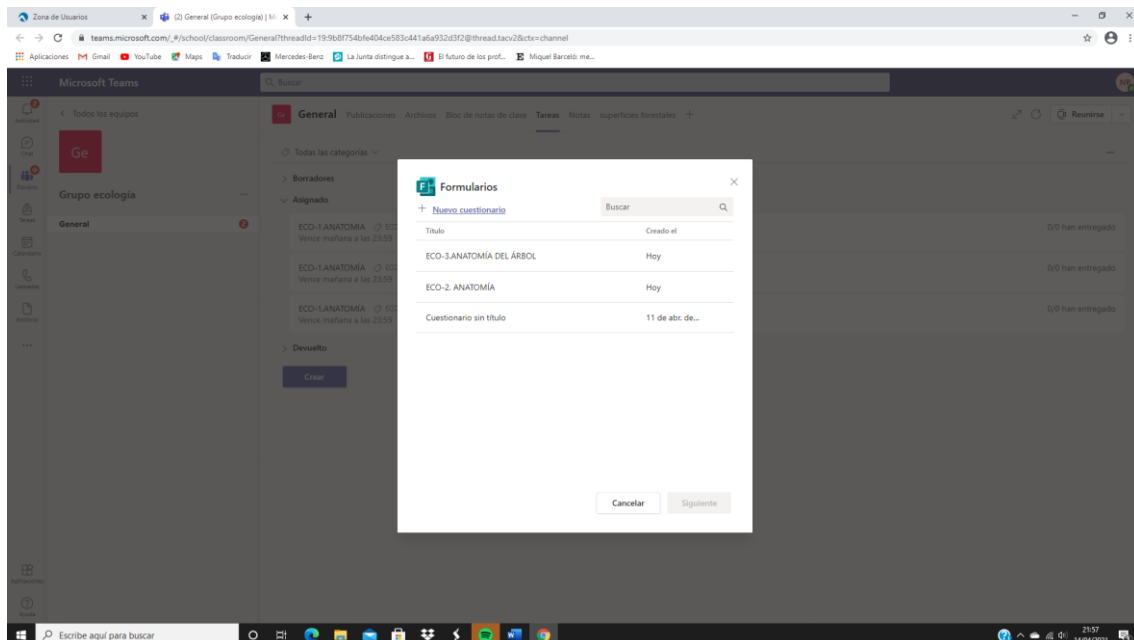 Zona de Usuarios
(2) General (Grupo ecología) | Mi
teams.microsoft.com/_#/school/classroom/General?threadId=19:9b8f754bfe404ce583c441a6a932d3f2@thread.tacv2&ctx=channel
Aplicaciones Gmail YouTube Maps Traducir Mercedes-Benz La Junta distingue a... El futuro de los prof... Miquel Barceló: me...
Microsoft Teams
Buscar
Todos los equipos
Ge General Publicaciones Archivos Bloc de notas de clase Tareas Notas superficies forestales + Reunirse
Ge
Todas las categorías
Chat
Grupo ecología
Borradores
Asignado
General 2
ECO-1.ANATOMÍA
Vence mañana a las 23:59
0/0 han entregado
ECO-1.ANATOMÍA
Vence mañana a las 23:59
0/0 han entregado
ECO-1.ANATOMÍA
Vence mañana a las 23:59
0/0 han entregado
Devuelto
Crear
Formularios
+ Nuevo cuestionario
Buscar
Título Creado el
ECO-3.ANATOMÍA DEL ÁRBOL Hoy
ECO-2. ANATOMÍA Hoy
Cuestionario sin título 11 de abr. de...
Cancelar Siguiente
Escribe aquí para buscar
21:57
14/04/2021